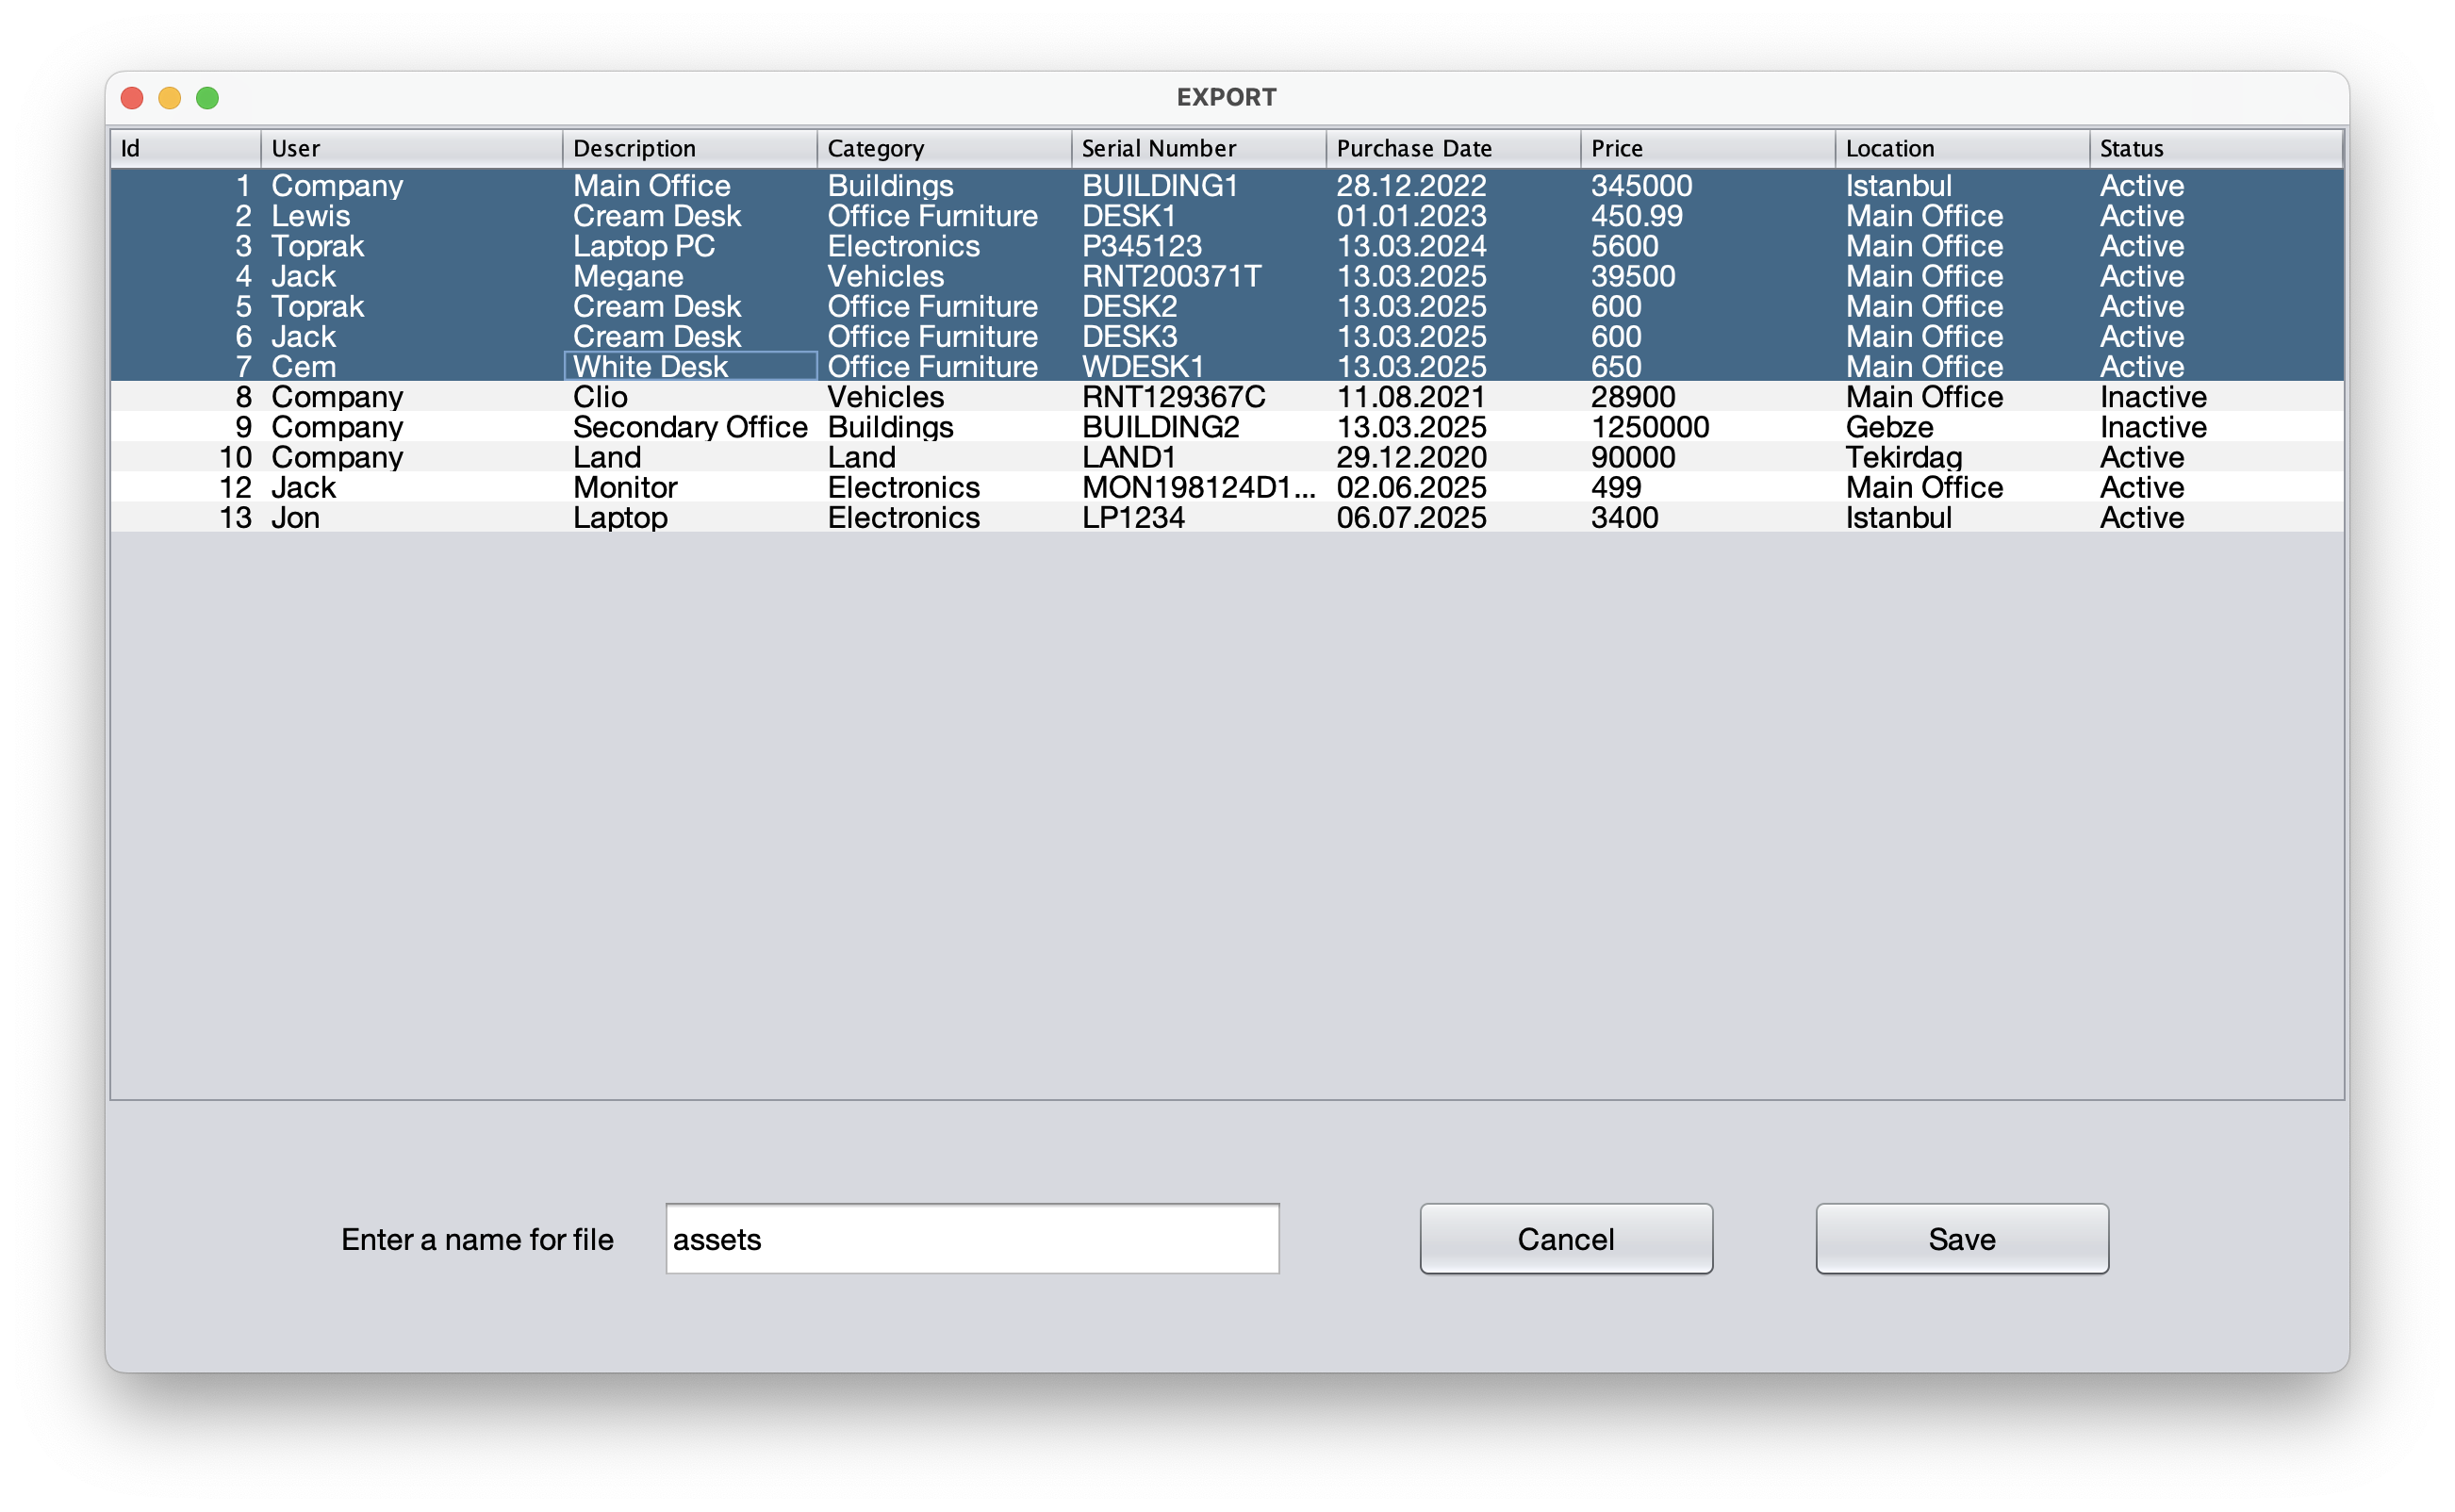 EXPORT
Id User Description Category Serial Number Purchase Date Price Location Status
1 Company Main Office Buildings BUILDING1 28.12.2022 345000 Istanbul Active
2 Lewis Cream Desk Office Furniture DESK1 01.01.2023 450.99 Main Office Active
3 Toprak Laptop PC Electronics P345123 13.03.2024 5600 Main Office Active
4 Jack Megane Vehicles RNT200371T 13.03.2025 39500 Main Office Active
5 Toprak Cream Desk Office Furniture DESK2 13.03.2025 600 Main Office Active
6 Jack Cream Desk Office Furniture DESK3 13.03.2025 600 Main Office Active
7 Cem White Desk Office Furniture WDESK1 13.03.2025 650 Main Office Active
8 Company Clio Vehicles RNT129367C 11.08.2021 28900 Main Office Inactive
9 Company Secondary Office Buildings BUILDING2 13.03.2025 1250000 Gebze Inactive
10 Company Land Land LAND1 29.12.2020 90000 Tekirdag Active
12 Jack Monitor Electronics MON198124D1... 02.06.2025 499 Main Office Active
13 Jon Laptop Electronics LP1234 06.07.2025 3400 Istanbul Active
Enter a name for file assets Cancel Save